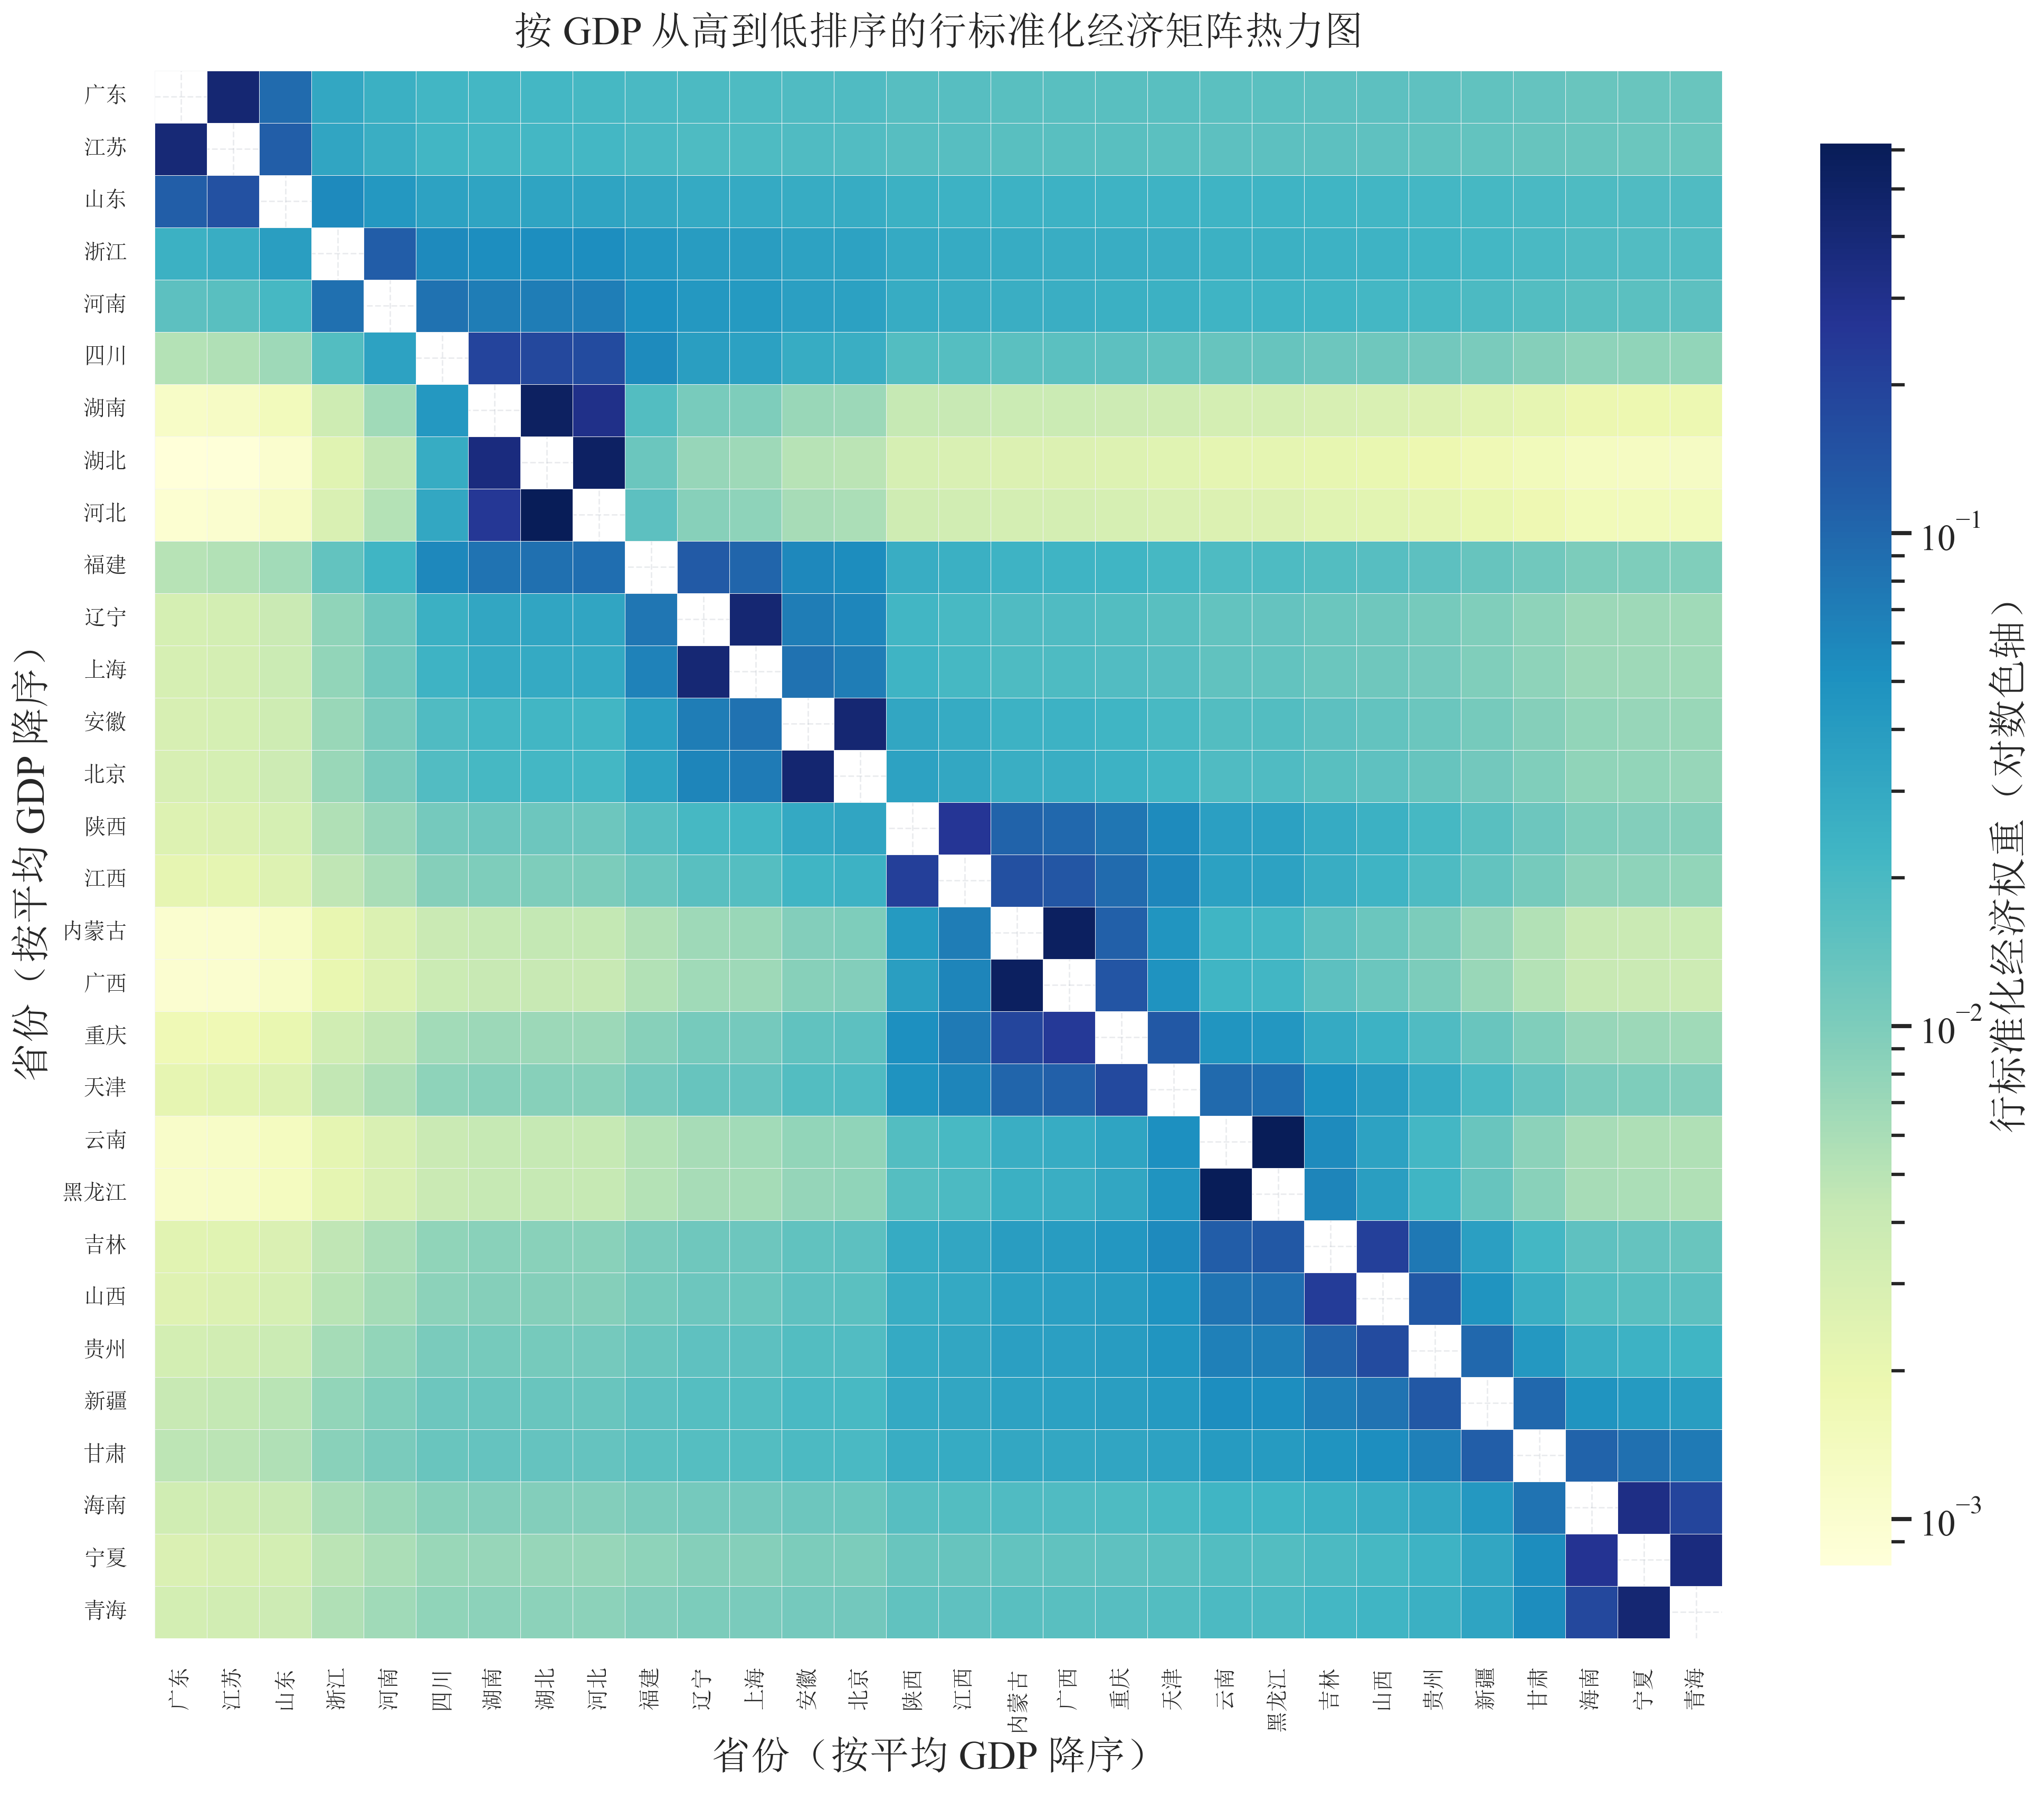 按 GDP 从高到低排序的行标准化经济矩阵热力图
省份（按平均 GDP 降序）
广东
江苏
山东
浙江
河南
四川
湖南
湖北
河北
福建
辽宁
上海
安徽
北京
陕西
江西
内蒙古
广西
重庆
天津
云南
黑龙江
吉林
山西
贵州
新疆
甘肃
海南
宁夏
青海
广东
江苏
山东
浙江
河南
四川
湖南
湖北
河北
福建
辽宁
上海
安徽
北京
陕西
江西
内蒙古
广西
重庆
天津
云南
黑龙江
吉林
山西
贵州
新疆
甘肃
海南
宁夏
青海
省份（按平均 GDP 降序）
10⁻¹
10⁻²
10⁻³
行标准化经济权重（对数色轴）